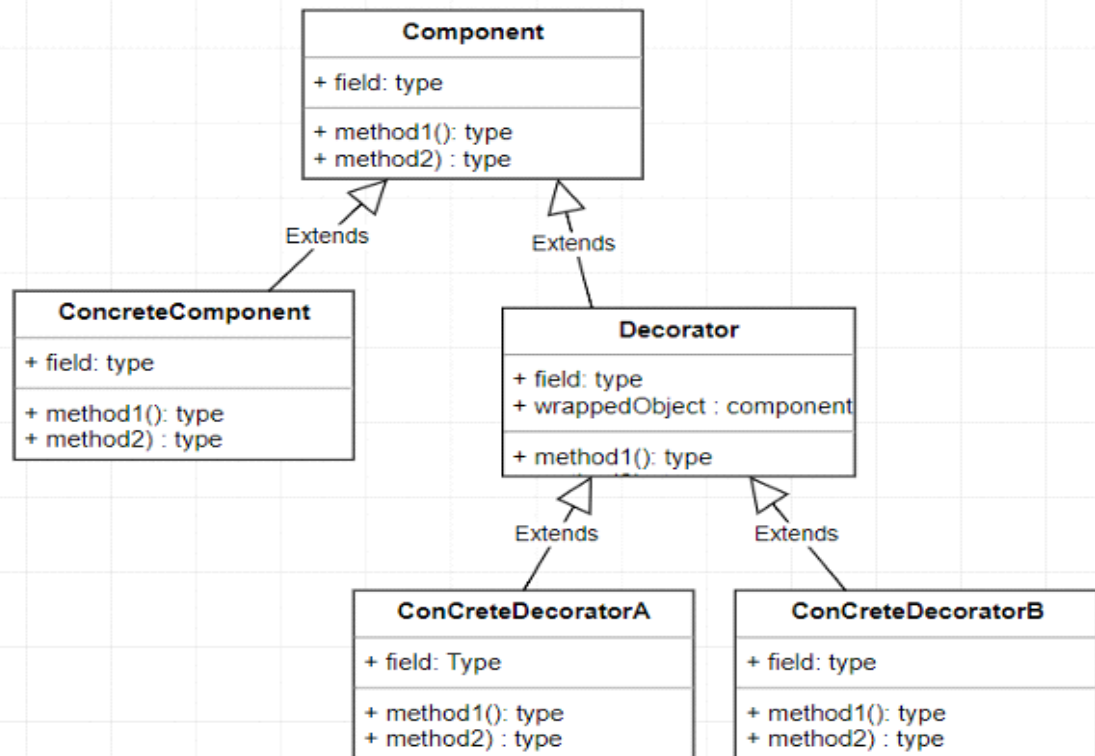 Component
+ field: type
+ method1(): type
+ method2) : type
Extends
Extends
ConcreteComponent
+ field: type
+ method1(): type
+ method2) : type
Decorator
+ field: type
+ wrappedObject : component
+ method1(): type
Extends
Extends
ConCreteDecoratorA
+ field: Type
+ method1(): type
+ method2) : type
ConCreteDecoratorB
+ field: type
+ method1(): type
+ method2) : type